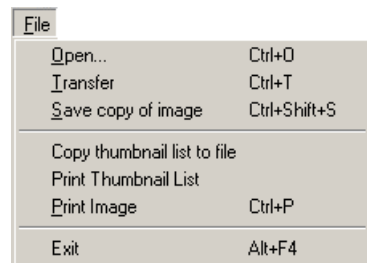 File
Open... Ctrl+O
Transfer Ctrl+T
Save copy of image Ctrl+Shift+S
Copy thumbnail list to file
Print Thumbnail List
Print Image Ctrl+P
Exit Alt+F4